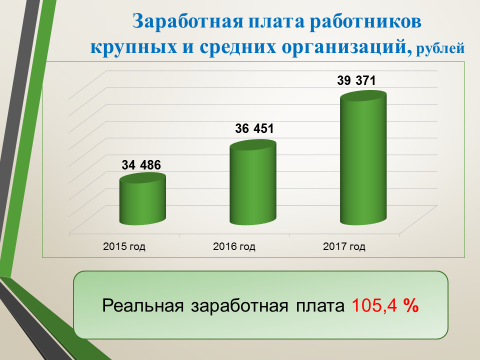 Заработная плата работников
крупных и средних организаций, рублей
39 371
36 451
34 486
2015 год 2016 год 2017 год
Реальная заработная плата 105,4 %